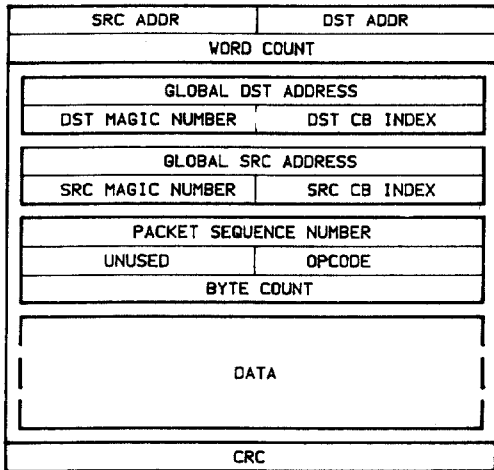 SRC ADDR DST ADDR
WORD COUNT
GLOBAL DST ADDRESS
DST MAGIC NUMBER DST CB INDEX
GLOBAL SRC ADDRESS
SRC MAGIC NUMBER SRC CB INDEX
PACKET SEQUENCE NUMBER
UNUSED OPCODE
BYTE COUNT
DATA
CRC